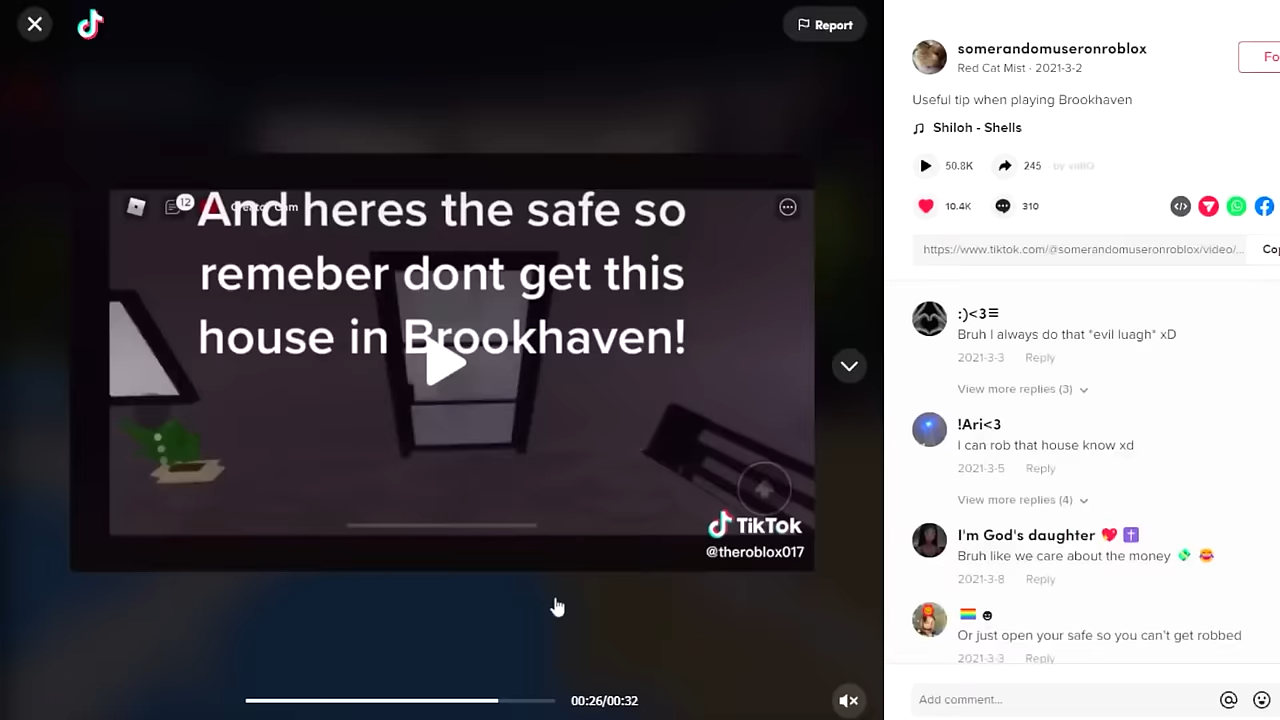 Report
12
And heres the safe so
remeber dont get this
house in Brookhaven!
TikTok
@theroblox017
00:26/00:32
somerandomuseronroblox
Red Cat Mist · 2021-3-2
Fo
Useful tip when playing Brookhaven
Shiloh - Shells
50.8K
245
10.4K
310
https://www.tiktok.com/@somerandomuseronroblox/video/...
Cop
:)<3☰
Bruh I always do that *evil luagh* xD
2021-3-3 Reply
View more replies (3)
!Ari<3
I can rob that house know xd
2021-3-5 Reply
View more replies (4)
I'm God's daughter 💖 ✝️
Bruh like we care about the money 💸 😂
2021-3-8 Reply
🏳️‍🌈 ☻
Or just open your safe so you can't get robbed
2021-3-3 Reply
Add comment...